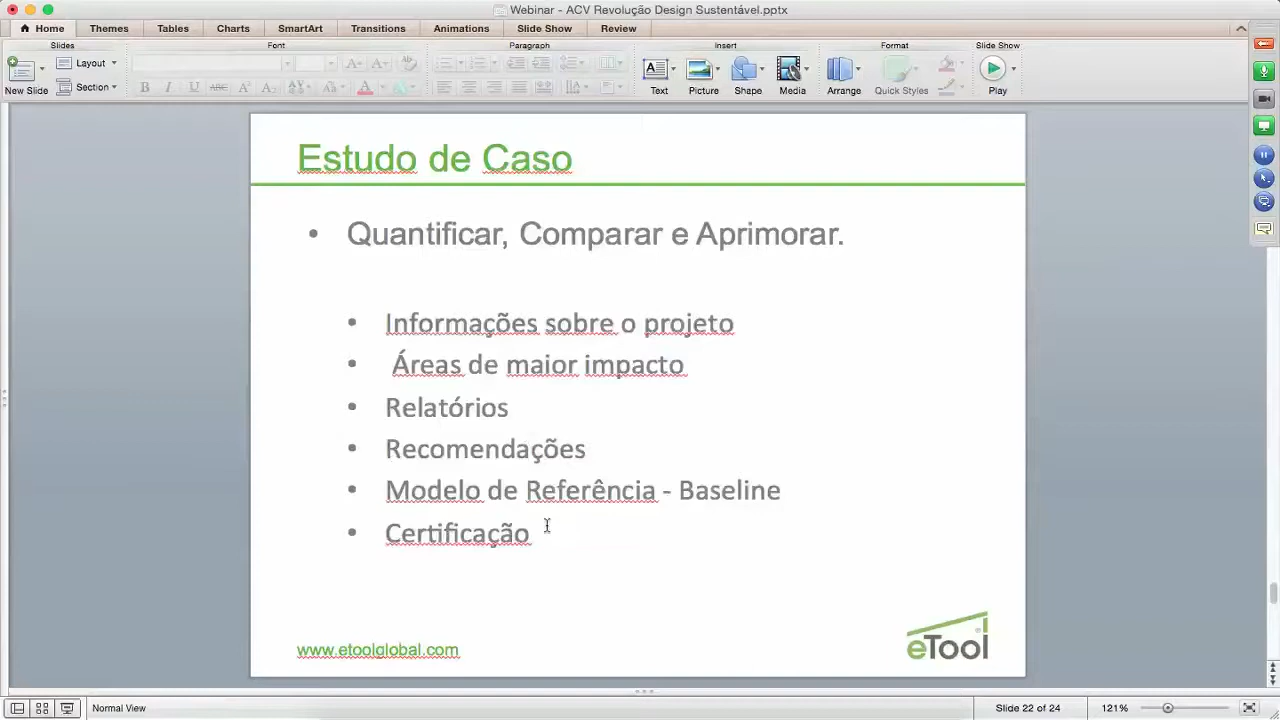 Webinar - ACV Revolução Design Sustentável.pptx
Home Themes Tables Charts SmartArt Transitions Animations Slide Show Review
Slides Font Paragraph Insert Format Slide Show
New Slide Layout Section Text Picture Shape Media Arrange Quick Styles Play
Estudo de Caso
• Quantificar, Comparar e Aprimorar.
• Informações sobre o projeto
• Áreas de maior impacto
• Relatórios
• Recomendações
• Modelo de Referência - Baseline
• Certificação
www.etoolglobal.com
eTool
Normal View Slide 22 of 24 121%